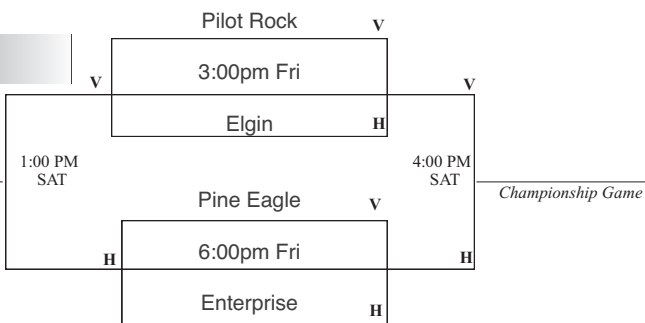 Pilot Rock V
3:00pm Fri
V V
Elgin H
1:00 PM
SAT
4:00 PM
SAT
Championship Game
Pine Eagle V
6:00pm Fri
H H
Enterprise H